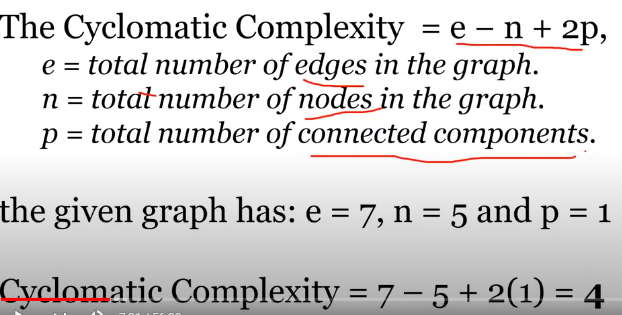 The Cyclomatic Complexity = e – n + 2p,
e = total number of edges in the graph.
n = total number of nodes in the graph.
p = total number of connected components.
the given graph has: e = 7, n = 5 and p = 1
Cyclomatic Complexity = 7 – 5 + 2(1) = 4